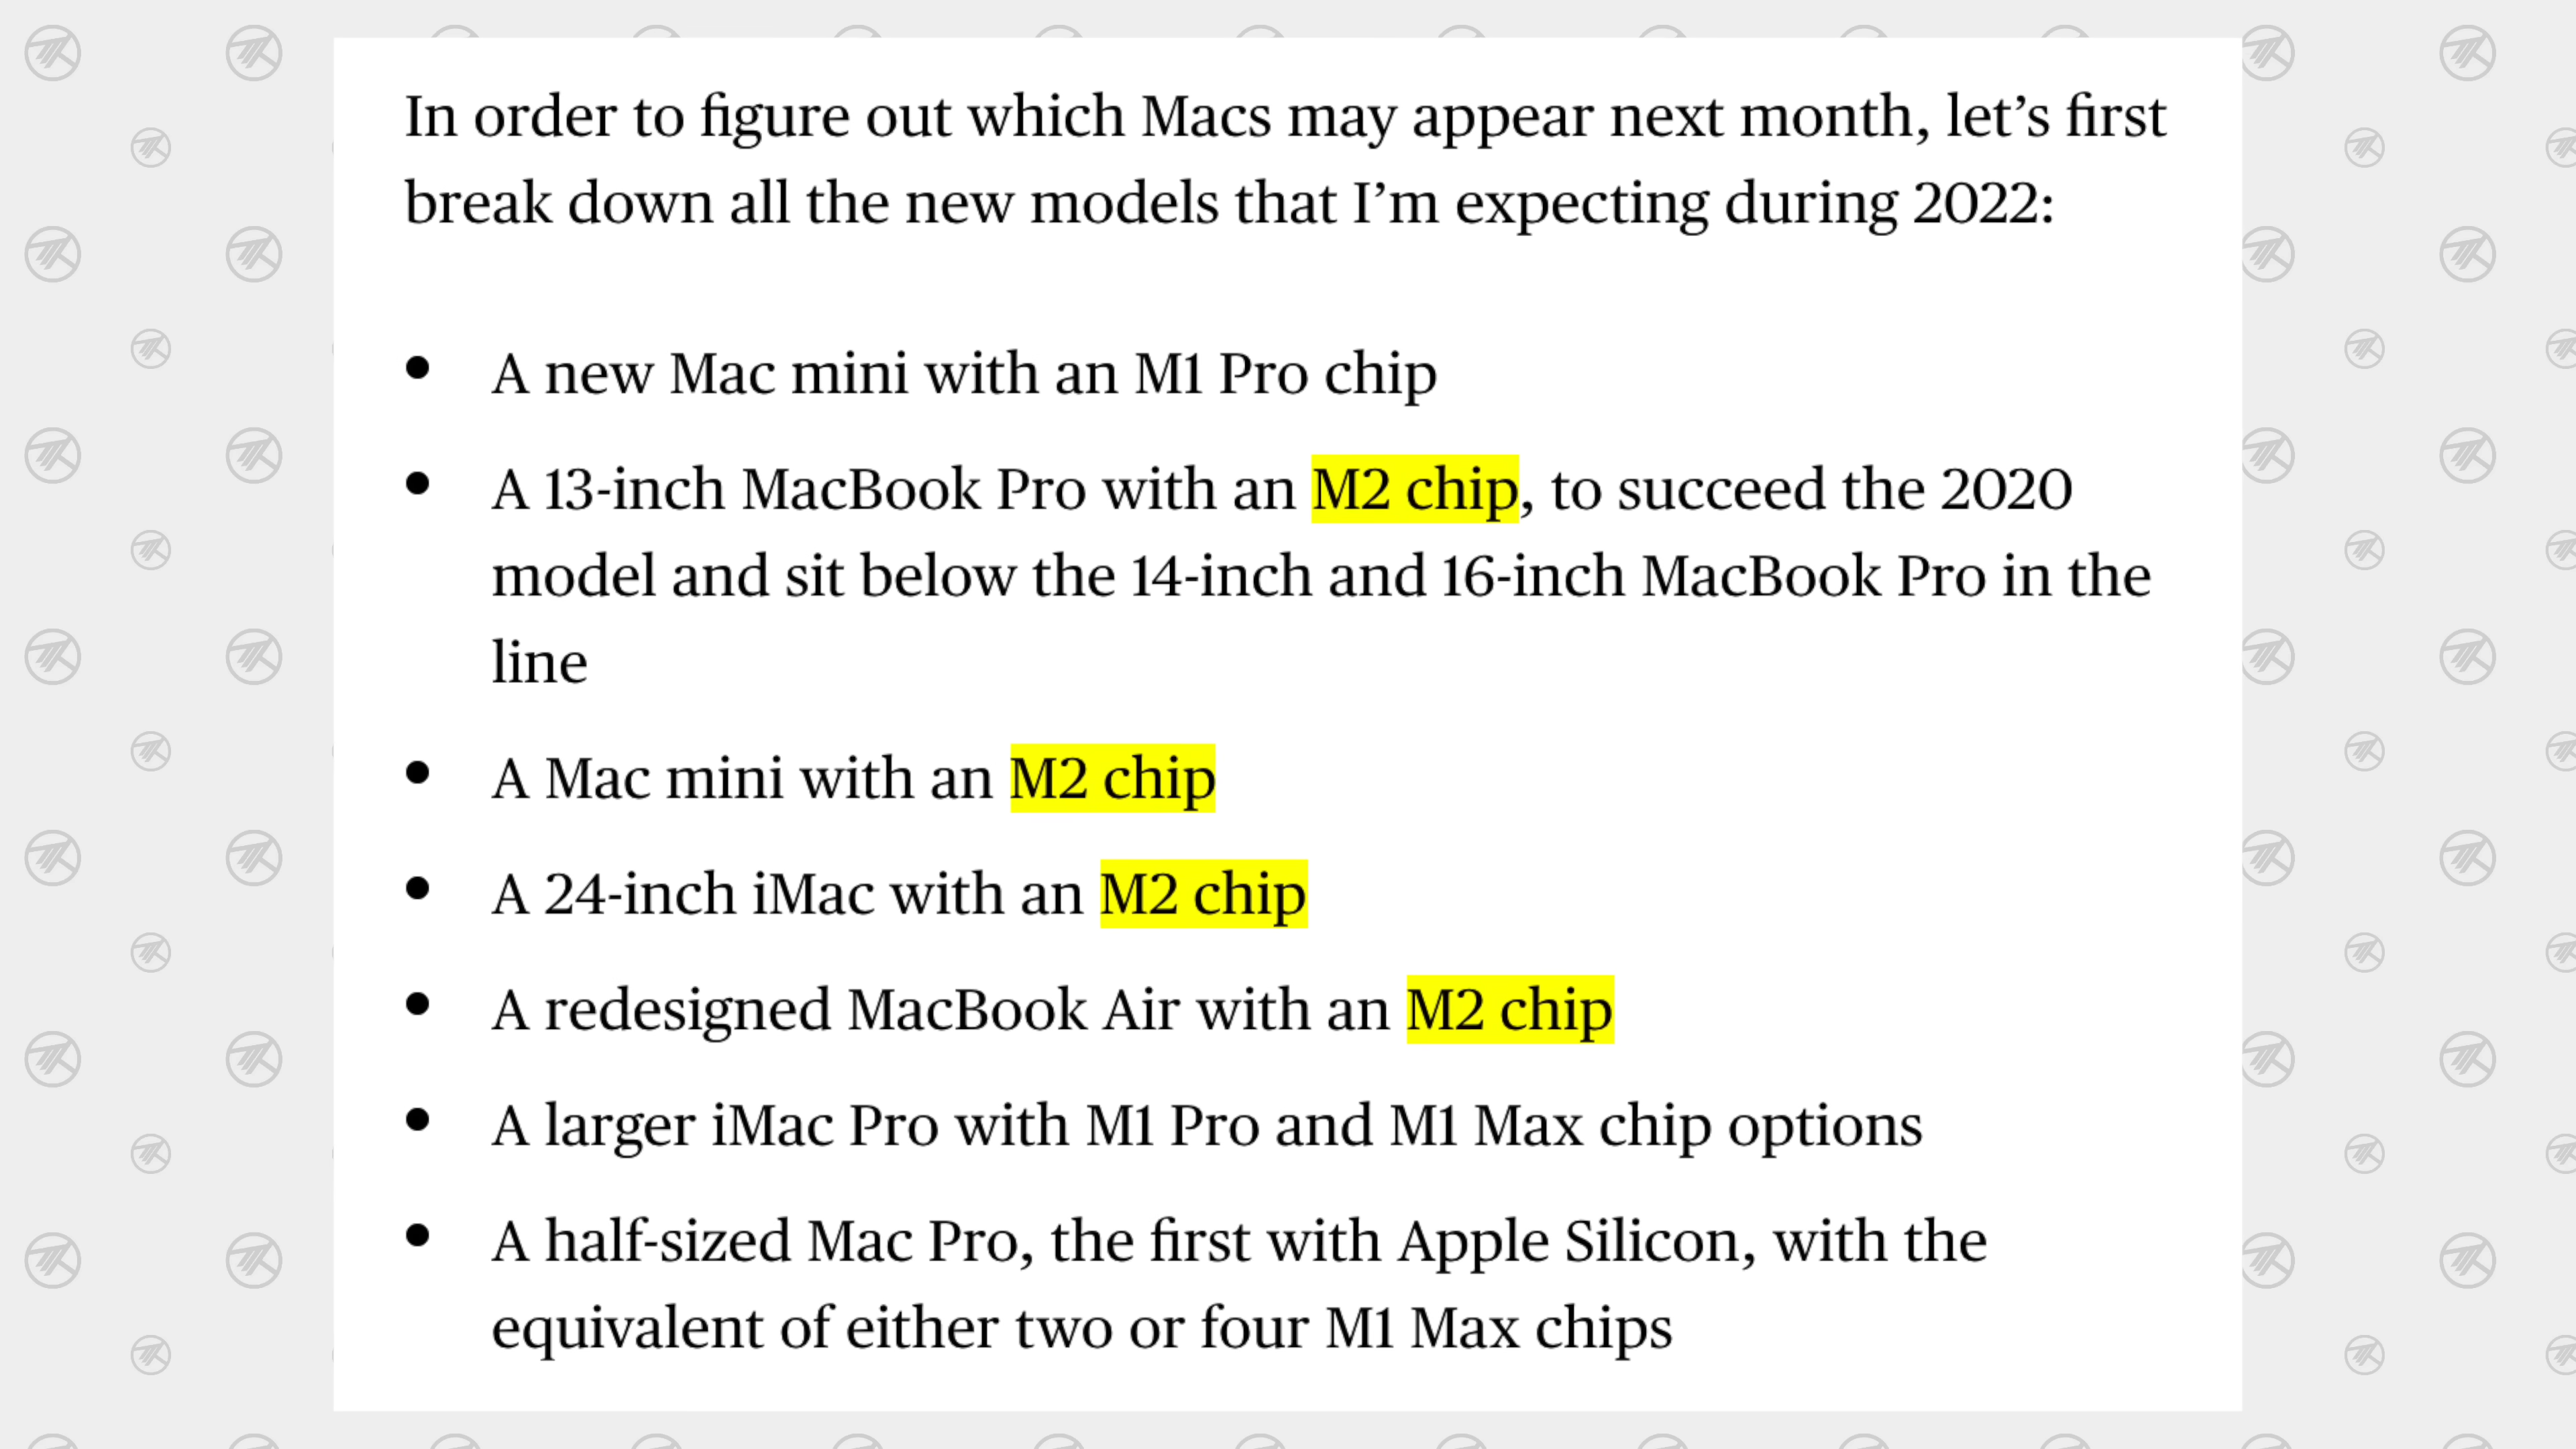 In order to figure out which Macs may appear next month, let’s first
break down all the new models that I’m expecting during 2022:
• A new Mac mini with an M1 Pro chip
• A 13-inch MacBook Pro with an M2 chip, to succeed the 2020
model and sit below the 14-inch and 16-inch MacBook Pro in the
line
• A Mac mini with an M2 chip
• A 24-inch iMac with an M2 chip
• A redesigned MacBook Air with an M2 chip
• A larger iMac Pro with M1 Pro and M1 Max chip options
• A half-sized Mac Pro, the first with Apple Silicon, with the
equivalent of either two or four M1 Max chips